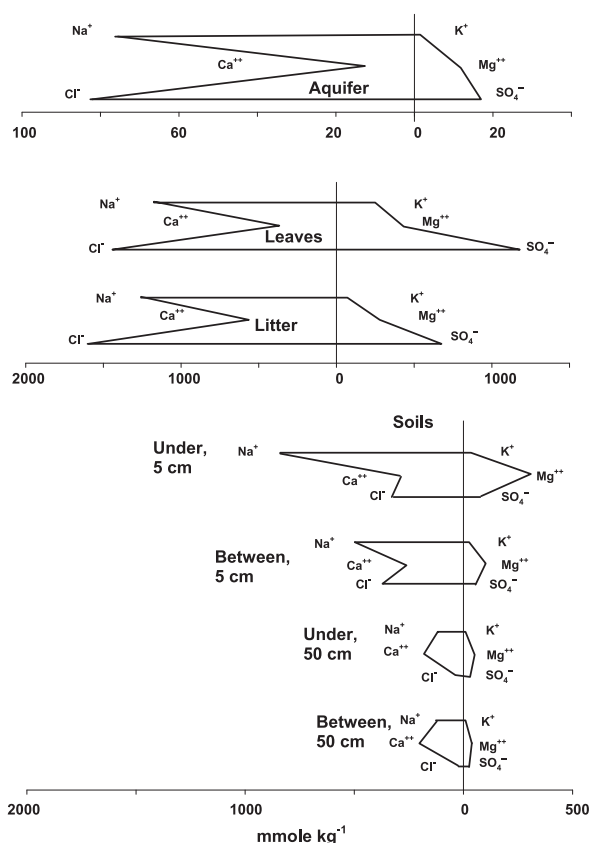 Na+ K+
Ca++ Mg++
Aquifer
Cl- SO4–
100 60 20 0 20
Na+ K+
Ca++ Mg++
Leaves
Cl- SO4–
Na+ K+
Ca++ Mg++
Litter
Cl- SO4–
2000 1000 0 1000
Soils
Under,
5 cm
Na+ K+
Ca++ Mg++
Cl- SO4–
Between,
5 cm
Na+ K+
Ca++ Mg++
Cl- SO4–
Under,
50 cm
Na+ K+
Ca++ Mg++
Cl- SO4–
Between,
50 cm
Na+ K+
Ca++ Mg++
Cl- SO4–
2000 1000 0 500
mmole kg-1